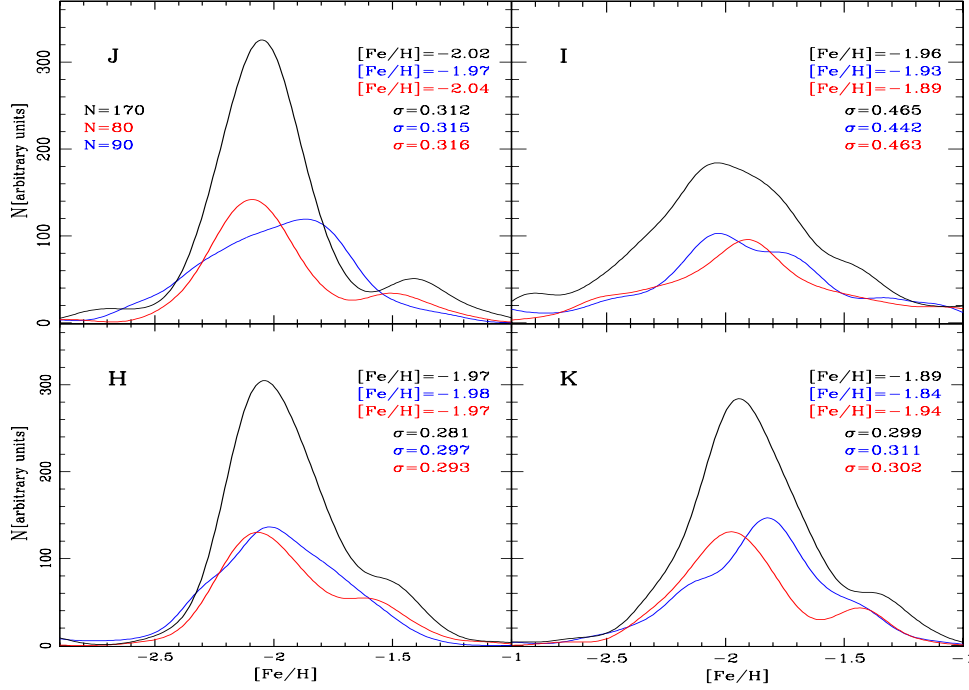 J
[Fe/H]=−2.02
[Fe/H]=−1.97
[Fe/H]=−2.04
N=170
N=80
N=90
σ=0.312
σ=0.315
σ=0.316
N[arbitrary units]
0
100
200
300
I
[Fe/H]=−1.96
[Fe/H]=−1.93
[Fe/H]=−1.89
σ=0.465
σ=0.442
σ=0.463
H
[Fe/H]=−1.97
[Fe/H]=−1.98
[Fe/H]=−1.97
σ=0.281
σ=0.297
σ=0.293
N[arbitrary units]
0
100
200
300
−2.5
−2
−1.5
−1
[Fe/H]
K
[Fe/H]=−1.89
[Fe/H]=−1.84
[Fe/H]=−1.94
σ=0.299
σ=0.311
σ=0.302
−2.5
−2
−1.5
[Fe/H]